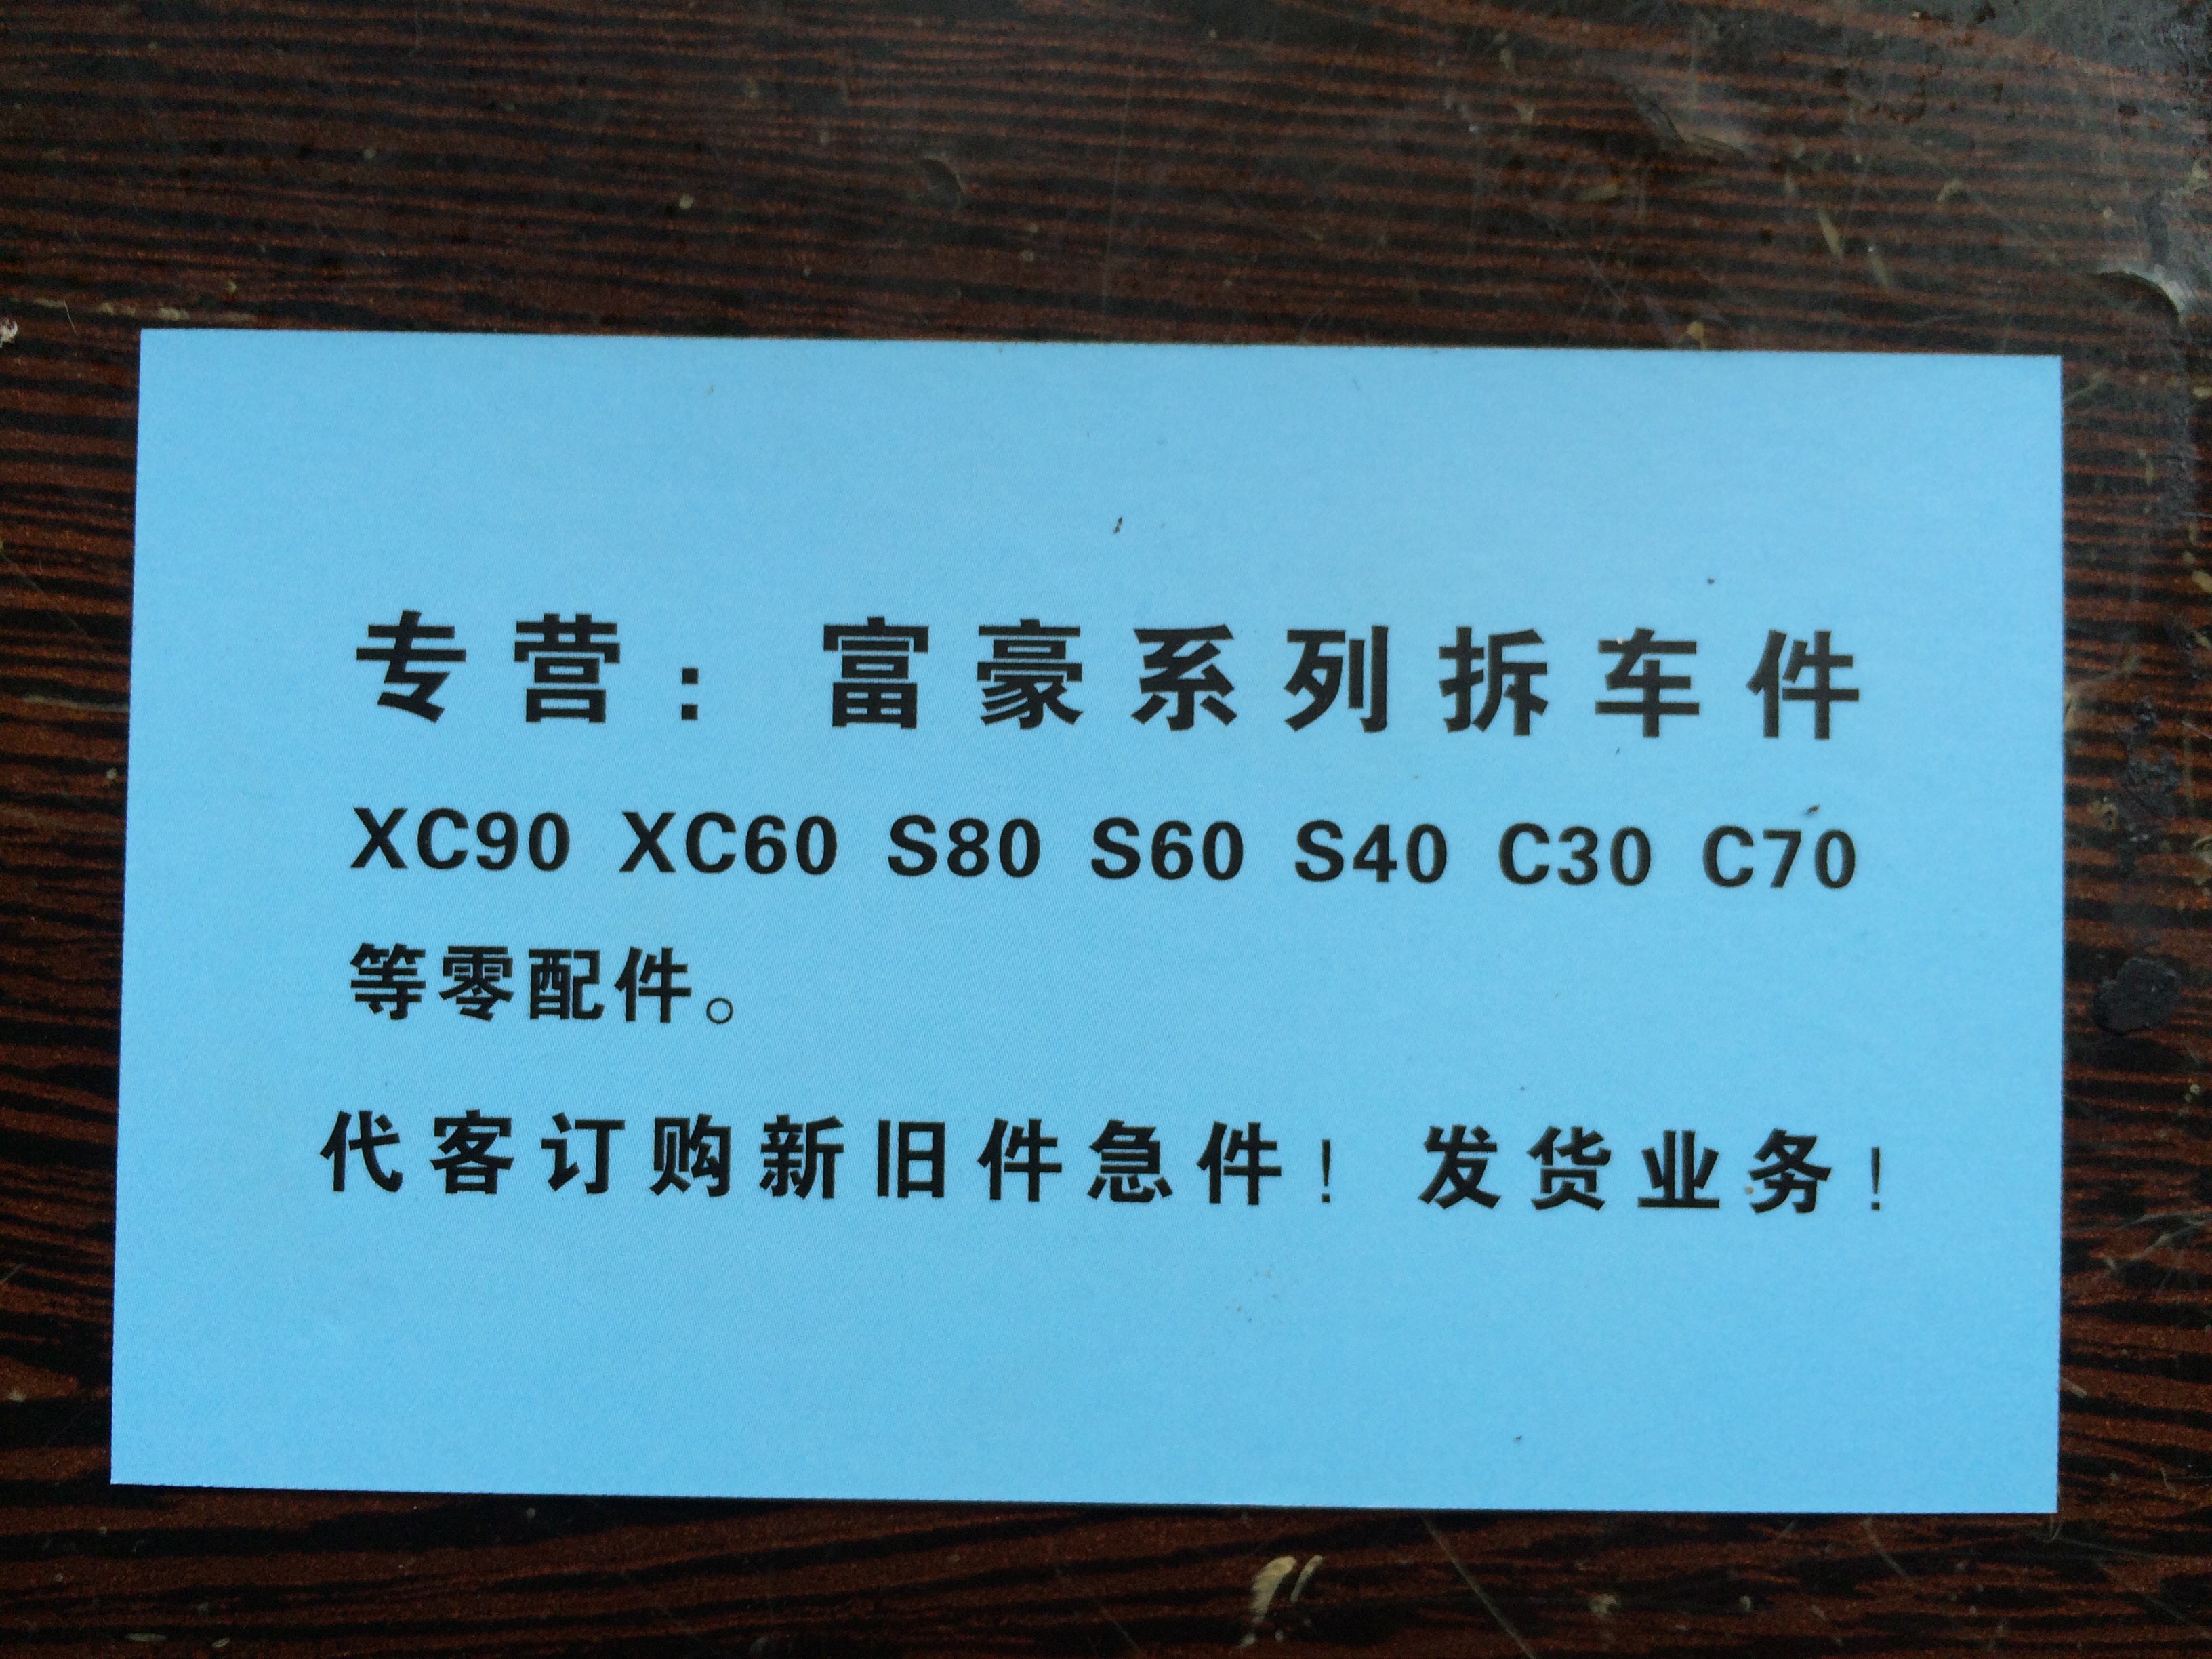 专营：富豪系列拆车件
XC90 XC60 S80 S60 S40 C30 C70
等零配件。
代客订购新旧件急件！发货业务！